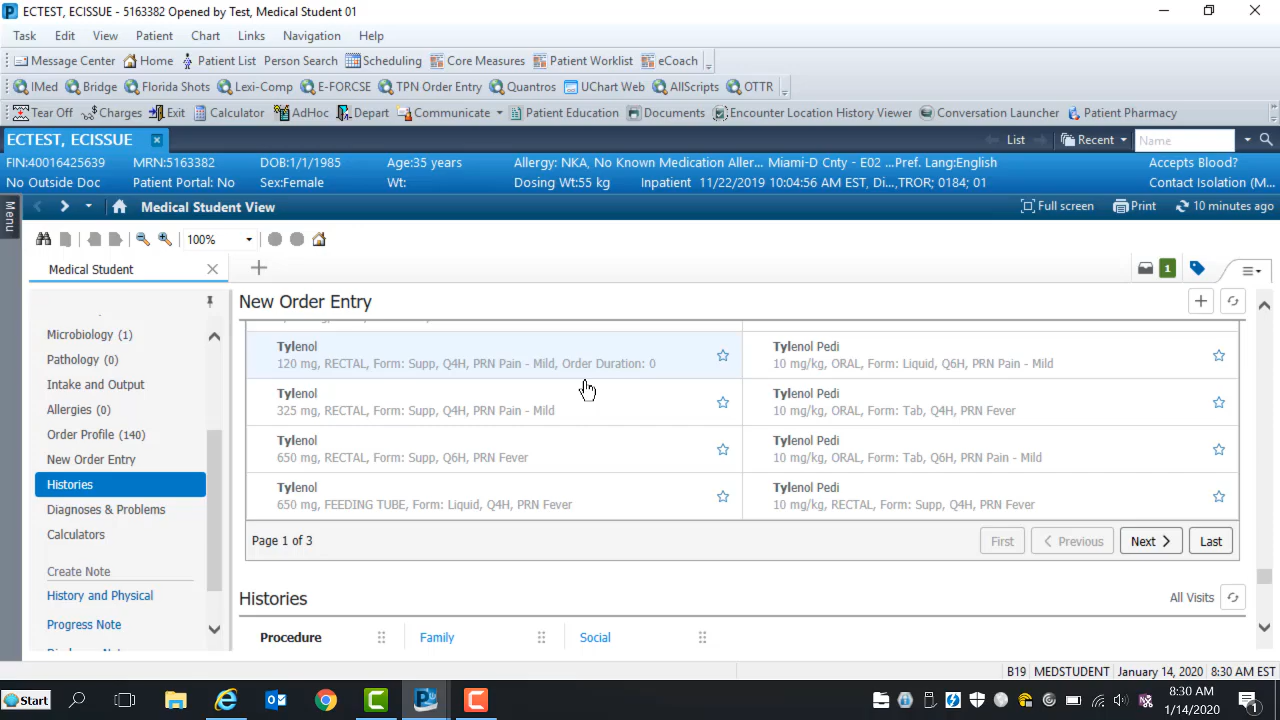 ECTEST, ECISSUE - 5163382 Opened by Test, Medical Student 01
Task Edit View Patient Chart Links Navigation Help
Message Center Home Patient List Person Search Scheduling Core Measures Patient Worklist eCoach
IMed Bridge Florida Shots Lexi-Comp E-FORCSE TPN Order Entry Quantros UChart Web AllScripts OTTR
Tear Off Charges Exit Calculator AdHoc Depart Communicate Patient Education Documents Encounter Location History Viewer Conversation Launcher Patient Pharmacy
ECTEST, ECISSUE List Recent Name
FIN:40016425639 MRN:5163382 DOB:1/1/1985 Age:35 years Allergy: NKA, No Known Medication Aller... Miami-D Cnty - E02 ...Pref. Lang:English Accepts Blood?
No Outside Doc Patient Portal: No Sex:Female Wt: Dosing Wt:55 kg Inpatient 11/22/2019 10:04:56 AM EST, Di...,TROR; 0184; 01 Contact Isolation (M...
Menu
Medical Student View Full screen Print 10 minutes ago
100%
Medical Student 1
New Order Entry
Microbiology (1)
Pathology (0)
Intake and Output
Allergies (0)
Order Profile (140)
New Order Entry
Histories
Diagnoses & Problems
Calculators
Create Note
History and Physical
Progress Note
Tylenol
120 mg, RECTAL, Form: Supp, Q4H, PRN Pain - Mild, Order Duration: 0
Tylenol Pedi
10 mg/kg, ORAL, Form: Liquid, Q6H, PRN Pain - Mild
Tylenol
325 mg, RECTAL, Form: Supp, Q4H, PRN Pain - Mild
Tylenol Pedi
10 mg/kg, ORAL, Form: Tab, Q4H, PRN Fever
Tylenol
650 mg, RECTAL, Form: Supp, Q6H, PRN Fever
Tylenol Pedi
10 mg/kg, ORAL, Form: Tab, Q6H, PRN Pain - Mild
Tylenol
650 mg, FEEDING TUBE, Form: Liquid, Q4H, PRN Fever
Tylenol Pedi
10 mg/kg, RECTAL, Form: Supp, Q4H, PRN Fever
Page 1 of 3 First Previous Next Last
Histories All Visits
Procedure Family Social
B19 MEDSTUDENT January 14, 2020 8:30 AM EST
Start 8:30 AM
1/14/2020 1